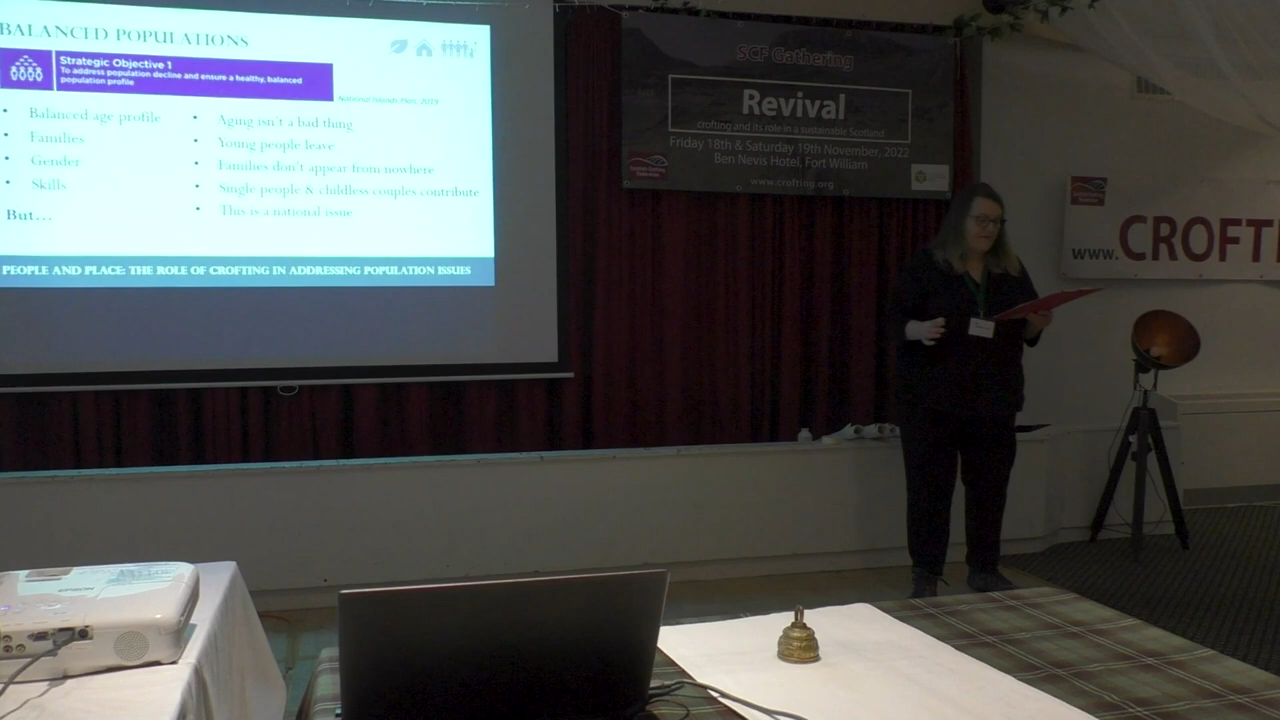 BALANCED POPULATIONS
Strategic Objective 1
To address population decline and ensure a healthy, balanced
population profile
National Islands Plan, 2019
• Balanced age profile
• Families
• Gender
• Skills
But…
• Aging isn't a bad thing
• Young people leave
• Families don't appear from nowhere
• Single people & childless couples contribute
• This is a national issue
PEOPLE AND PLACE: THE ROLE OF CROFTING IN ADDRESSING POPULATION ISSUES
SCF Gathering
Revival
crofting and its role in a sustainable Scotland
Friday 18th & Saturday 19th November, 2022
Ben Nevis Hotel, Fort William
www.crofting.org
www.CROFTI
EPSON